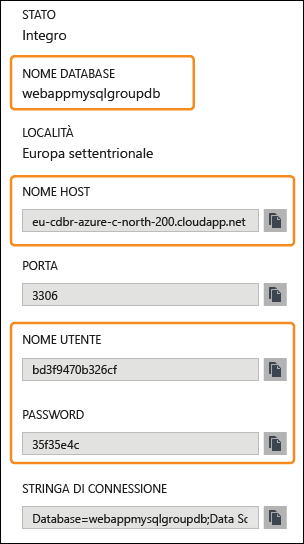 STATO
Integro
NOME DATABASE
webappmysqlgroupdb
LOCALITÀ
Europa settentrionale
NOME HOST
eu-cdbr-azure-c-north-200.cloudapp.net
PORTA
3306
NOME UTENTE
bd3f9470b326cf
PASSWORD
35f35e4c
STRINGA DI CONNESSIONE
Database=webappmysqlgroupdb;Data Sc